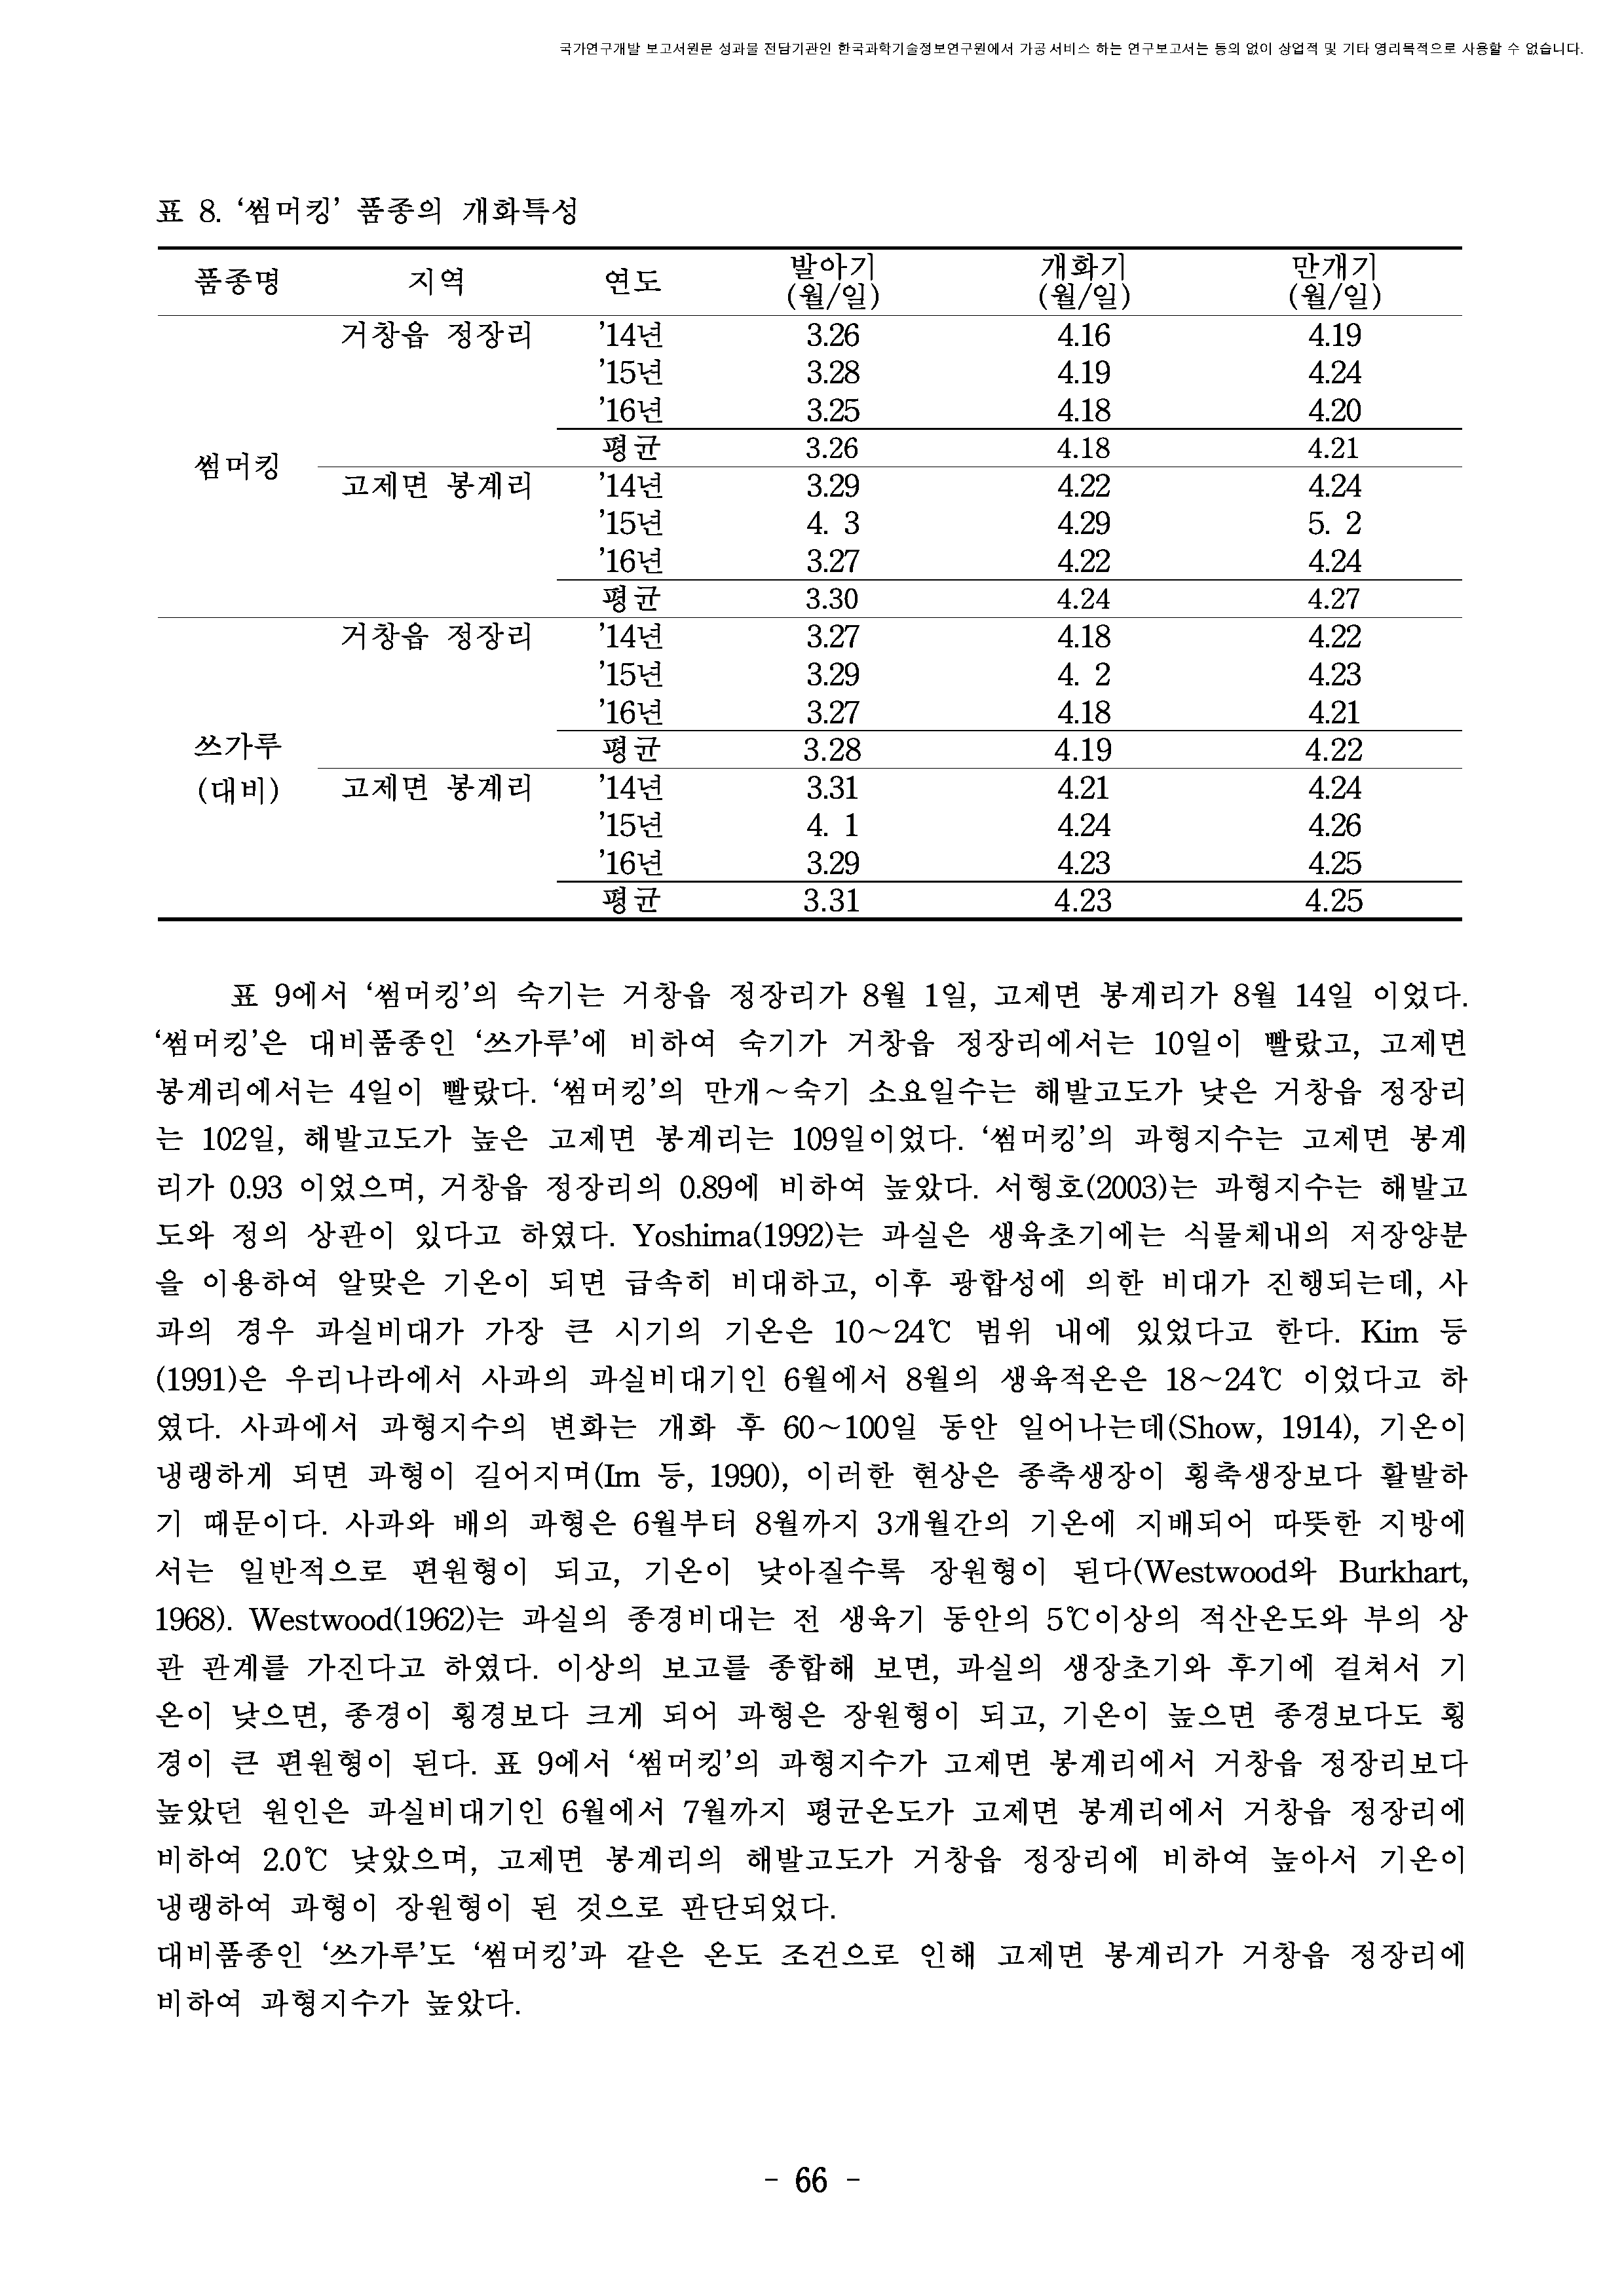 국가연구개발 보고서원문 성과물 전담기관인 한국과학기술정보연구원에서 가공·서비스 하는 연구보고서는 동의 없이 상업적 및 기타 영리목적으로 사용할 수 없습니다.
표 8. ‘썸머킹’ 품종의 개화특성
품종명 지역 연도 발아기 (월/일) 개화기 (월/일) 만개기 (월/일)
거창읍 정장리 ’14년 3.26 4.16 4.19
’15년 3.28 4.19 4.24
’16년 3.25 4.18 4.20
평균 3.26 4.18 4.21
썸머킹
고제면 봉계리 ’14년 3.29 4.22 4.24
’15년 4. 3 4.29 5. 2
’16년 3.27 4.22 4.24
평균 3.30 4.24 4.27
거창읍 정장리 ’14년 3.27 4.18 4.22
’15년 3.29 4. 2 4.23
’16년 3.27 4.18 4.21
쓰가루 평균 3.28 4.19 4.22
(대비) 고제면 봉계리 ’14년 3.31 4.21 4.24
’15년 4. 1 4.24 4.26
’16년 3.29 4.23 4.25
평균 3.31 4.23 4.25
표 9에서 ‘썸머킹’의 숙기는 거창읍 정장리가 8월 1일, 고제면 봉계리가 8월 14일 이었다.
‘썸머킹’은 대비품종인 ‘쓰가루’에 비하여 숙기가 거창읍 정장리에서는 10일이 빨랐고, 고제면
봉계리에서는 4일이 빨랐다. ‘썸머킹’의 만개~숙기 소요일수는 해발고도가 낮은 거창읍 정장리
는 102일, 해발고도가 높은 고제면 봉계리는 109일이었다. ‘썸머킹’의 과형지수는 고제면 봉계
리가 0.93 이었으며, 거창읍 정장리의 0.89에 비하여 높았다. 서형호(2003)는 과형지수는 해발고
도와 정의 상관이 있다고 하였다. Yoshima(1992)는 과실은 생육초기에는 식물체내의 저장양분
을 이용하여 알맞은 기온이 되면 급속히 비대하고, 이후 광합성에 의한 비대가 진행되는데, 사
과의 경우 과실비대가 가장 큰 시기의 기온은 10~24℃ 범위 내에 있었다고 한다. Kim 등
(1991)은 우리나라에서 사과의 과실비대기인 6월에서 8월의 생육적온은 18~24℃ 이었다고 하
였다. 사과에서 과형지수의 변화는 개화 후 60~100일 동안 일어나는데(Show, 1914), 기온이
냉랭하게 되면 과형이 길어지며(Im 등, 1990), 이러한 현상은 종축생장이 횡축생장보다 활발하
기 때문이다. 사과와 배의 과형은 6월부터 8월까지 3개월간의 기온에 지배되어 따뜻한 지방에
서는 일반적으로 편원형이 되고, 기온이 낮아질수록 장원형이 된다(Westwood와 Burkhart,
1968). Westwood(1962)는 과실의 종경비대는 전 생육기 동안의 5℃이상의 적산온도와 부의 상
관 관계를 가진다고 하였다. 이상의 보고를 종합해 보면, 과실의 생장초기와 후기에 걸쳐서 기
온이 낮으면, 종경이 횡경보다 크게 되어 과형은 장원형이 되고, 기온이 높으면 종경보다도 횡
경이 큰 편원형이 된다. 표 9에서 ‘썸머킹’의 과형지수가 고제면 봉계리에서 거창읍 정장리보다
높았던 원인은 과실비대기인 6월에서 7월까지 평균온도가 고제면 봉계리에서 거창읍 정장리에
비하여 2.0℃ 낮았으며, 고제면 봉계리의 해발고도가 거창읍 정장리에 비하여 높아서 기온이
냉랭하여 과형이 장원형이 된 것으로 판단되었다.
대비품종인 ‘쓰가루’도 ‘썸머킹’과 같은 온도 조건으로 인해 고제면 봉계리가 거창읍 정장리에
비하여 과형지수가 높았다.
- 66 -